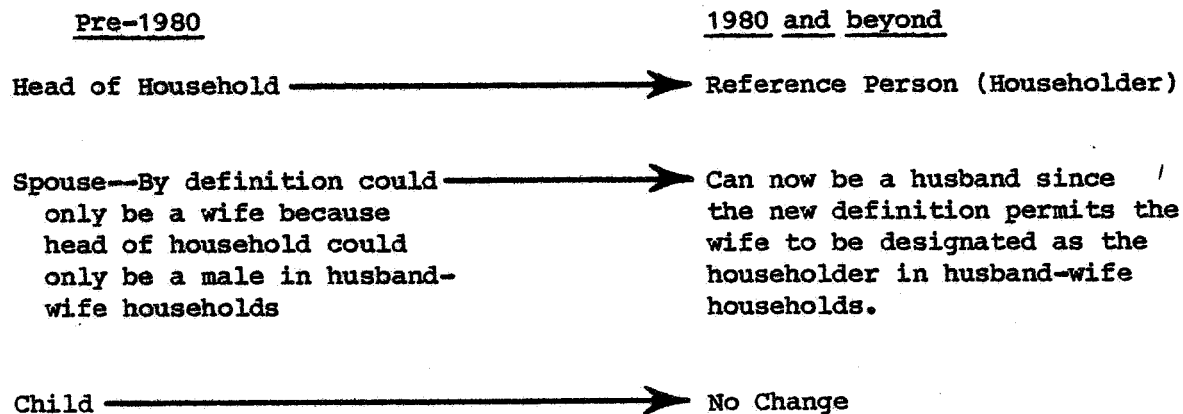 Pre-1980 1980 and beyond
Head of Household Reference Person (Householder)
Spouse--By definition could Can now be a husband since
only be a wife because the new definition permits the
head of household could wife to be designated as the
only be a male in husband- householder in husband-wife
wife households households.
Child No Change